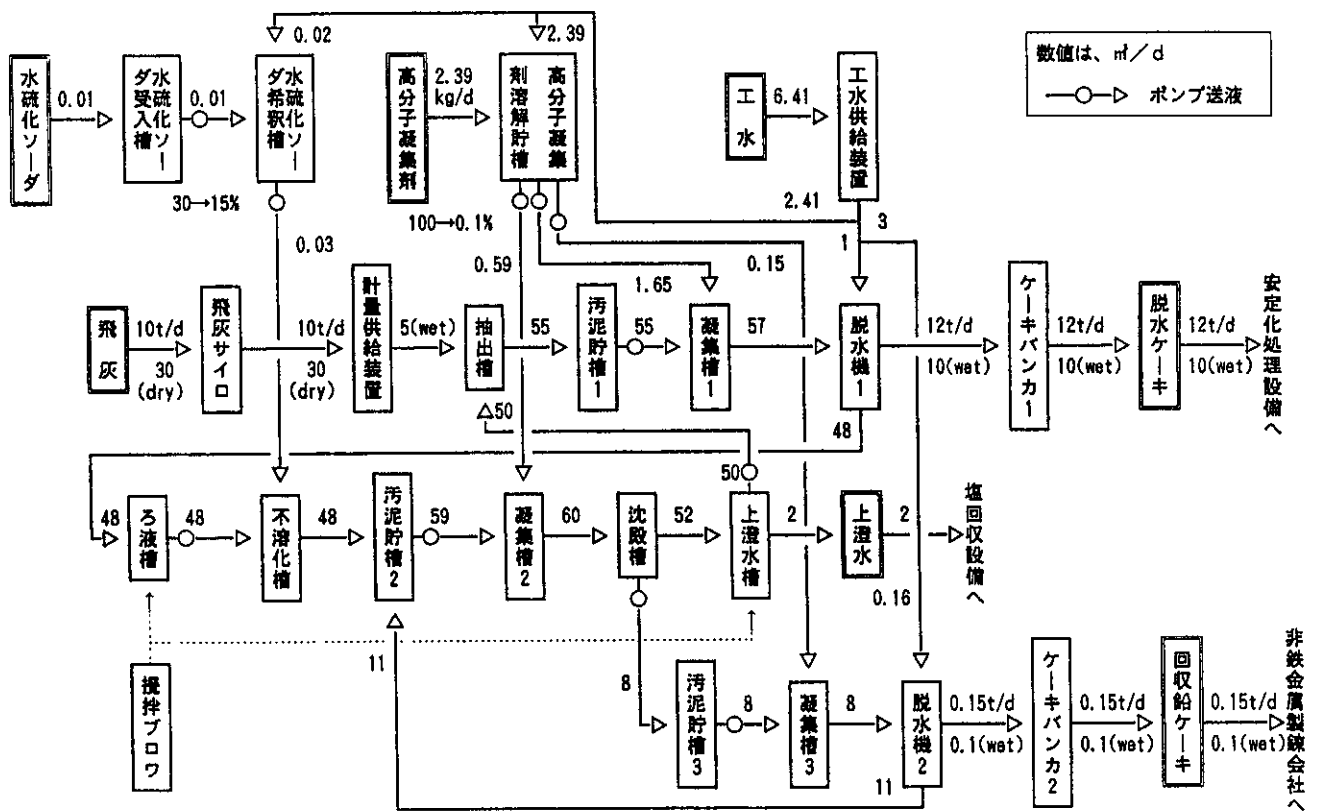 0.02
2.39
数値は、㎥／d
ポンプ送液
水硫化ソーダ
0.01
水硫化ソーダ受入槽
0.01
水硫化ソーダ希釈槽
高分子凝集剤
2.39
kg/d
高分子凝集剤溶解貯槽
工水
6.41
工水供給装置
30→15%
100→0.1%
2.41
3
1
0.03
0.59
1.65
0.15
飛灰
10t/d
30
(dry)
飛灰サイロ
10t/d
30
(dry)
計量供給装置
5(wet)
抽出槽
55
汚泥貯槽1
55
凝集槽1
57
脱水機1
12t/d
10(wet)
ケーキバンカ1
12t/d
10(wet)
脱水ケーキ
12t/d
10(wet)
安定化処理設備へ
50
48
50
48
ろ液槽
48
不溶化槽
48
汚泥貯槽2
59
凝集槽2
60
沈殿槽
52
上澄水槽
2
上澄水
2
塩回収設備へ
0.16
撹拌ブロワ
11
8
汚泥貯槽3
8
凝集槽3
8
脱水機2
0.15t/d
0.1(wet)
ケーキバンカ2
0.15t/d
0.1(wet)
回収鉛ケーキ
0.15t/d
0.1(wet)
非鉄金属製錬会社へ
11